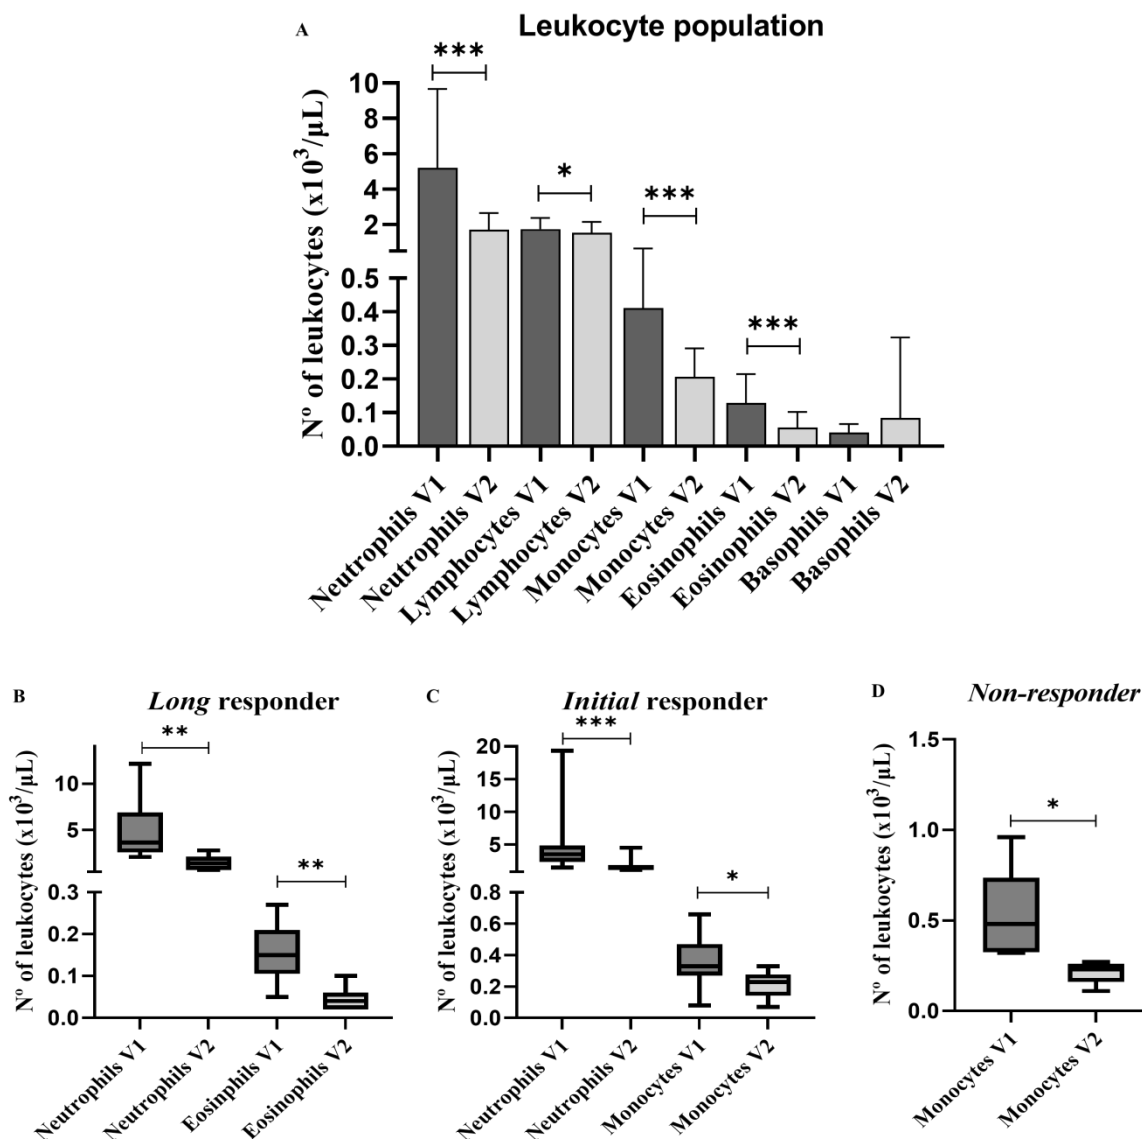 A
Leukocyte population
Nº of leukocytes (x10³/µL)
10
8
6
4
2
0.5
0.4
0.3
0.2
0.1
0.0
***
*
***
***
Neutrophils V1
Neutrophils V2
Lymphocytes V1
Lymphocytes V2
Monocytes V1
Monocytes V2
Eosinophils V1
Eosinophils V2
Basophils V1
Basophils V2
B
Long responder
Nº of leukocytes (x10³/µL)
10
5
0.3
0.2
0.1
0.0
**
**
Neutrophils V1
Neutrophils V2
Eosinphils V1
Eosinophils V2
C
Initial responder
Nº of leukocytes (x10³/µL)
20
15
10
5
0.8
0.6
0.4
0.2
0.0
***
*
Neutrophils V1
Neutrophils V2
Monocytes V1
Monocytes V2
D
Non-responder
Nº of leukocytes (x10³/µL)
1.5
1.0
0.5
0.0
*
Monocytes V1
Monocytes V2